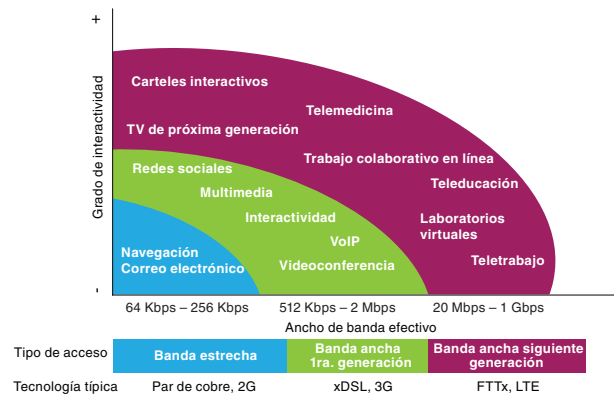 +
Grado de interactividad
-
Carteles interactivos
Telemedicina
TV de próxima generación
Trabajo colaborativo en línea
Redes sociales
Teleducación
Multimedia
Interactividad
Laboratorios
virtuales
VoIP
Navegación
Correo electrónico
Videoconferencia
Teletrabajo
64 Kbps – 256 Kbps
512 Kbps – 2 Mbps
20 Mbps – 1 Gbps
Ancho de banda efectivo
Tipo de acceso
Banda estrecha
Banda ancha
1ra. generación
Banda ancha siguiente
generación
Tecnología típica
Par de cobre, 2G
xDSL, 3G
FTTx, LTE